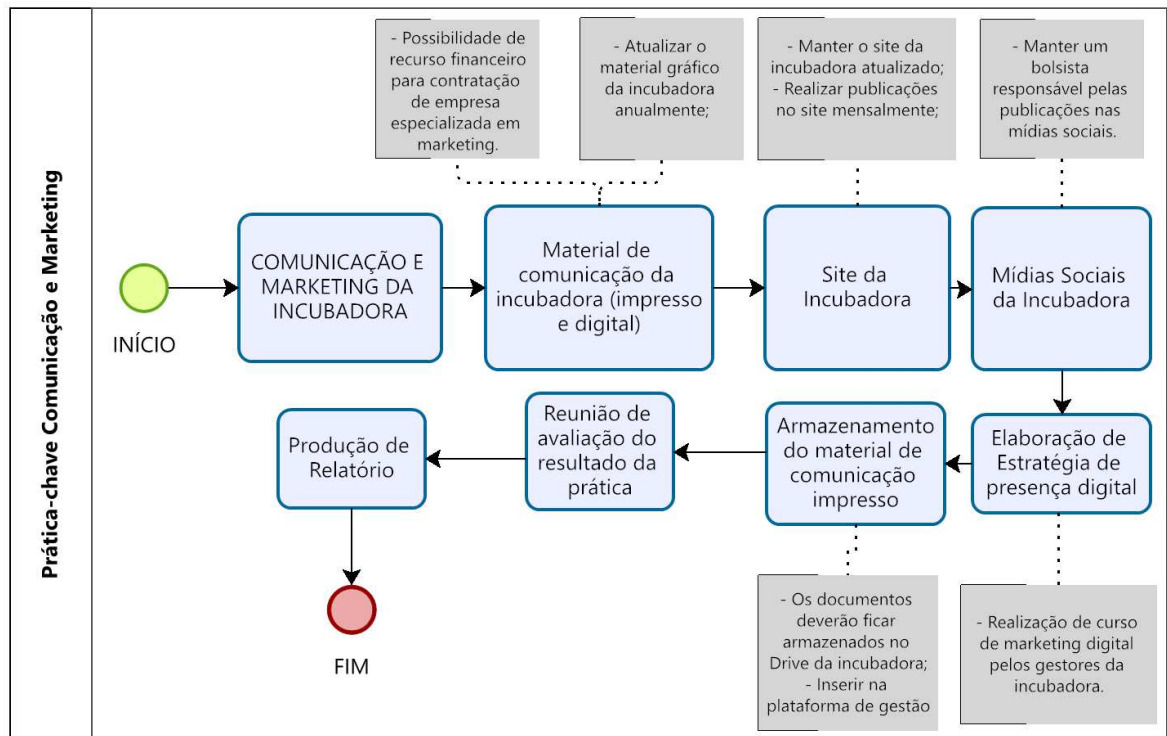 Prática-chave Comunicação e Marketing
- Possibilidade de
recurso financeiro
para contratação
de empresa
especializada em
marketing.
- Atualizar o
material gráfico
da incubadora
anualmente;
- Manter o site da
incubadora atualizado;
- Realizar publicações
no site mensalmente;
- Manter um
bolsista
responsável pelas
publicações nas
mídias sociais.
INÍCIO
COMUNICAÇÃO E
MARKETING DA
INCUBADORA
Material de
comunicação da
incubadora (impresso
e digital)
Site da
Incubadora
Mídias Sociais
da Incubadora
Elaboração de
Estratégia de
presença digital
Armazenamento
do material de
comunicação
impresso
Reunião de
avaliação do
resultado da
prática
Produção de
Relatório
FIM
- Os documentos
deverão ficar
armazenados no
Drive da incubadora;
- Inserir na
plataforma de gestão
- Realização de curso
de marketing digital
pelos gestores da
incubadora.